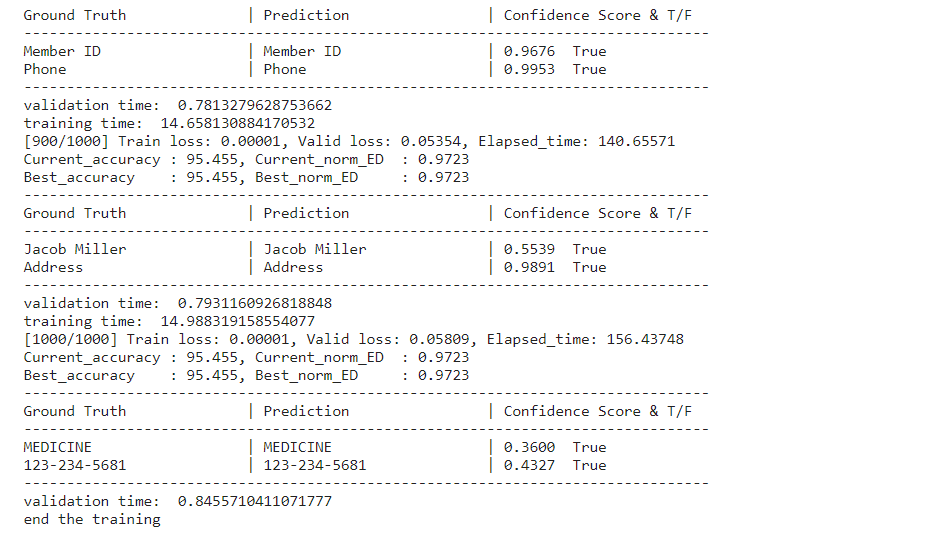 Ground Truth              | Prediction                | Confidence Score & T/F
--------------------------------------------------------------------------------
Member ID                 | Member ID                 | 0.9676  True
Phone                     | Phone                     | 0.9953  True
--------------------------------------------------------------------------------
validation time:  0.7813279628753662
training time:  14.658130884170532
[900/1000] Train loss: 0.00001, Valid loss: 0.05354, Elapsed_time: 140.65571
Current_accuracy : 95.455, Current_norm_ED  : 0.9723
Best_accuracy    : 95.455, Best_norm_ED     : 0.9723
--------------------------------------------------------------------------------
Ground Truth              | Prediction                | Confidence Score & T/F
--------------------------------------------------------------------------------
Jacob Miller              | Jacob Miller              | 0.5539  True
Address                   | Address                   | 0.9891  True
--------------------------------------------------------------------------------
validation time:  0.7931160926818848
training time:  14.988319158554077
[1000/1000] Train loss: 0.00001, Valid loss: 0.05809, Elapsed_time: 156.43748
Current_accuracy : 95.455, Current_norm_ED  : 0.9723
Best_accuracy    : 95.455, Best_norm_ED     : 0.9723
--------------------------------------------------------------------------------
Ground Truth              | Prediction                | Confidence Score & T/F
--------------------------------------------------------------------------------
MEDICINE                  | MEDICINE                  | 0.3600  True
123-234-5681              | 123-234-5681              | 0.4327  True
--------------------------------------------------------------------------------
validation time:  0.8455710411071777
end the training